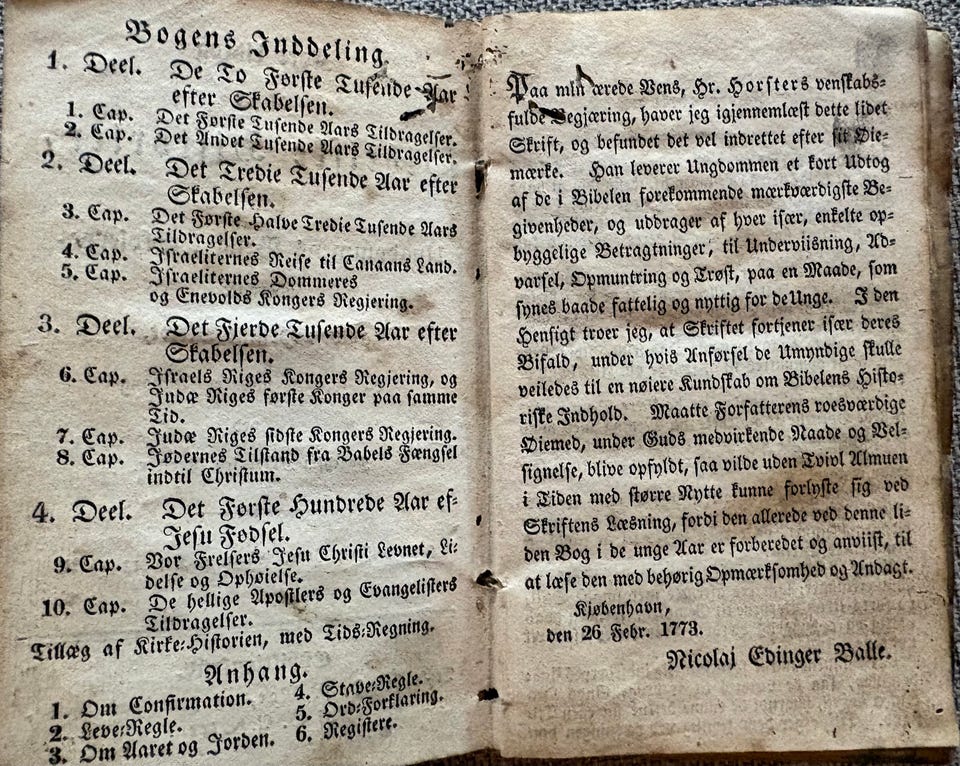 Bogens Inddeling.
1. Deel. De To Første Tusende Aar
efter Skabelsen.
1. Cap. Det Første Tusende Aars Tildragelser.
2. Cap. Det Andet Tusende Aars Tildragelser.
2. Deel. Det Tredie Tusende Aar efter
Skabelsen.
3. Cap. Det Første Halve Tredie Tusende Aars
Tildragelser.
4. Cap. Israeliternes Reise til Canaans Land.
5. Cap. Israeliternes Dommeres
og Enevolds Kongers Regjering.
3. Deel. Det Fjerde Tusende Aar efter
Skabelsen.
6. Cap. Israels Riges Kongers Regjering, og
Judæ Riges første Konger paa samme
Tid.
7. Cap. Judæ Riges sidste Kongers Regjering.
8. Cap. Jødernes Tilstand fra Babels Fængsel
indtil Christum.
4. Deel. Det Første Hundrede Aar ef-
Jesu Fødsel.
9. Cap. Vor Frelsers Jesu Christi Levnet, Li-
delse og Ophøielse.
10. Cap. De hellige Apostlers og Evangelisters
Tildragelser.
Tillæg af Kirke-Historien, med Tids-Regning.
Anhang.
1. Om Confirmation.
2. Leve-Regle.
3. Om Aaret og Jorden.
4. Stave-Regle.
5. Ord-Forklaring.
6. Registere.
Paa min ærede Vens, Hr. Horsters venskabs-
fulde Begjæring, haver jeg igjennemlæst dette lidet
Skrift, og befundet det vel indrettet efter sit Øie-
mærke. Han leverer Ungdommen et kort Udtog
af de i Bibelen forekommende mærkværdigste Be-
givenheder, og uddrager af hver især, enkelte op-
byggelige Betragtninger, til Underviisning, Ad-
varsel, Opmuntring og Trøst, paa en Maade, som
synes baade fattelig og nyttig for de Unge. I den
Hensigt troer jeg, at Skriftet fortjener især deres
Bifald, under hvis Anførsel de Umyndige skulle
veiledes til en nøiere Kundskab om Bibelens Histo-
riske Indhold. Maatte Forfatterens roesværdige
Øiemed, under Guds medvirkende Naade og Vel-
signelse, blive opfyldt, saa vilde uden Tvivl Almuen
i Tiden med større Nytte kunne forlyste sig ved
Skriftens Læsning, fordi den allerede ved denne li-
den Bog i de unge Aar er forberedet og anviist, til
at læse den med behørig Opmærksomhed og Andagt.
Kjøbenhavn,
den 26 Febr. 1773.
Nicolaj Edinger Balle.